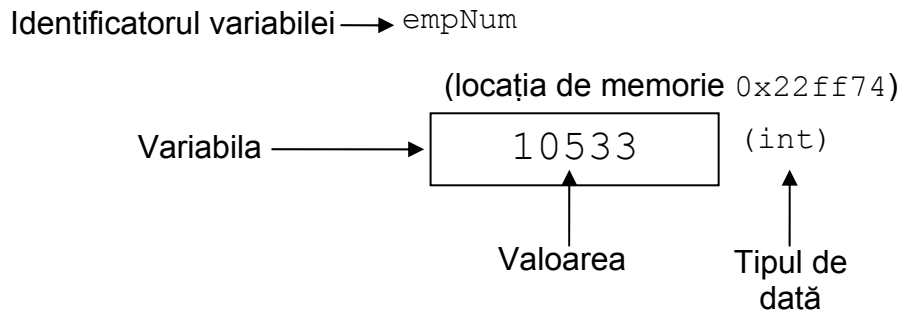 Identificatorul variabilei empNum
(locația de memorie 0x22ff74)
Variabila 10533 (int)
Valoarea Tipul de
dată